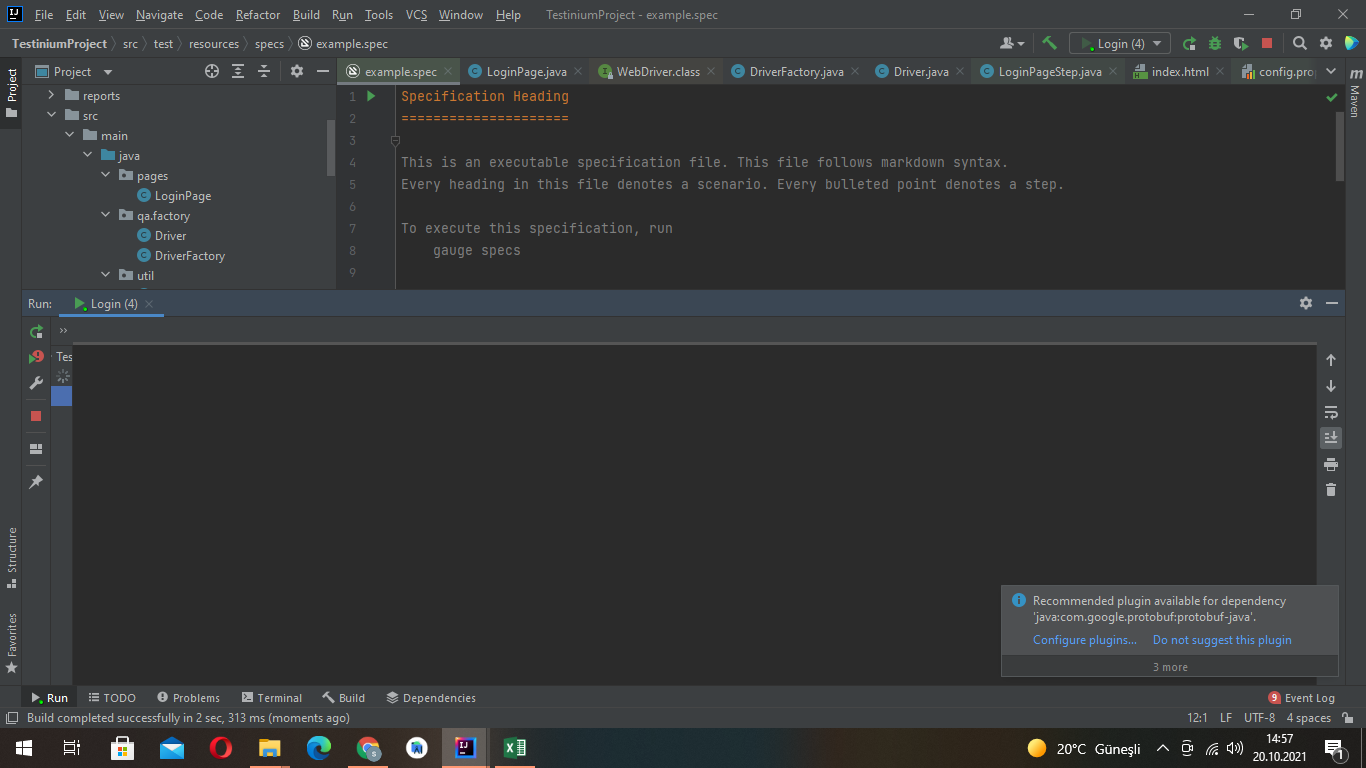 File Edit View Navigate Code Refactor Build Run Tools VCS Window Help TestiniumProject - example.spec
TestiniumProject src test resources specs example.spec Login (4)
Project example.spec LoginPage.java WebDriver.class DriverFactory.java Driver.java LoginPageStep.java index.html config.pro
Project
Maven
reports
src
main
java
pages
LoginPage
qa.factory
Driver
DriverFactory
util
1 Specification Heading
2 =====================
3
4 This is an executable specification file. This file follows markdown syntax.
5 Every heading in this file denotes a scenario. Every bulleted point denotes a step.
6
7 To execute this specification, run
8 gauge specs
9
Run: Login (4)
»
Tes
Structure
Favorites
Recommended plugin available for dependency
'java:com.google.protobuf:protobuf-java'.
Configure plugins... Do not suggest this plugin
3 more
Run TODO Problems Terminal Build Dependencies 9 Event Log
Build completed successfully in 2 sec, 313 ms (moments ago) 12:1 LF UTF-8 4 spaces
20°C Güneşli 14:57
20.10.2021
1